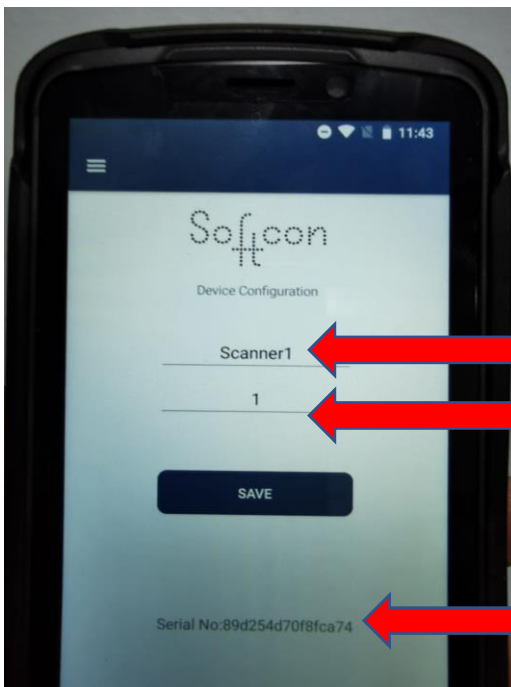 11:43
Softcon
Device Configuration
Scanner1
1
SAVE
Serial No:89d254d70f8fca74